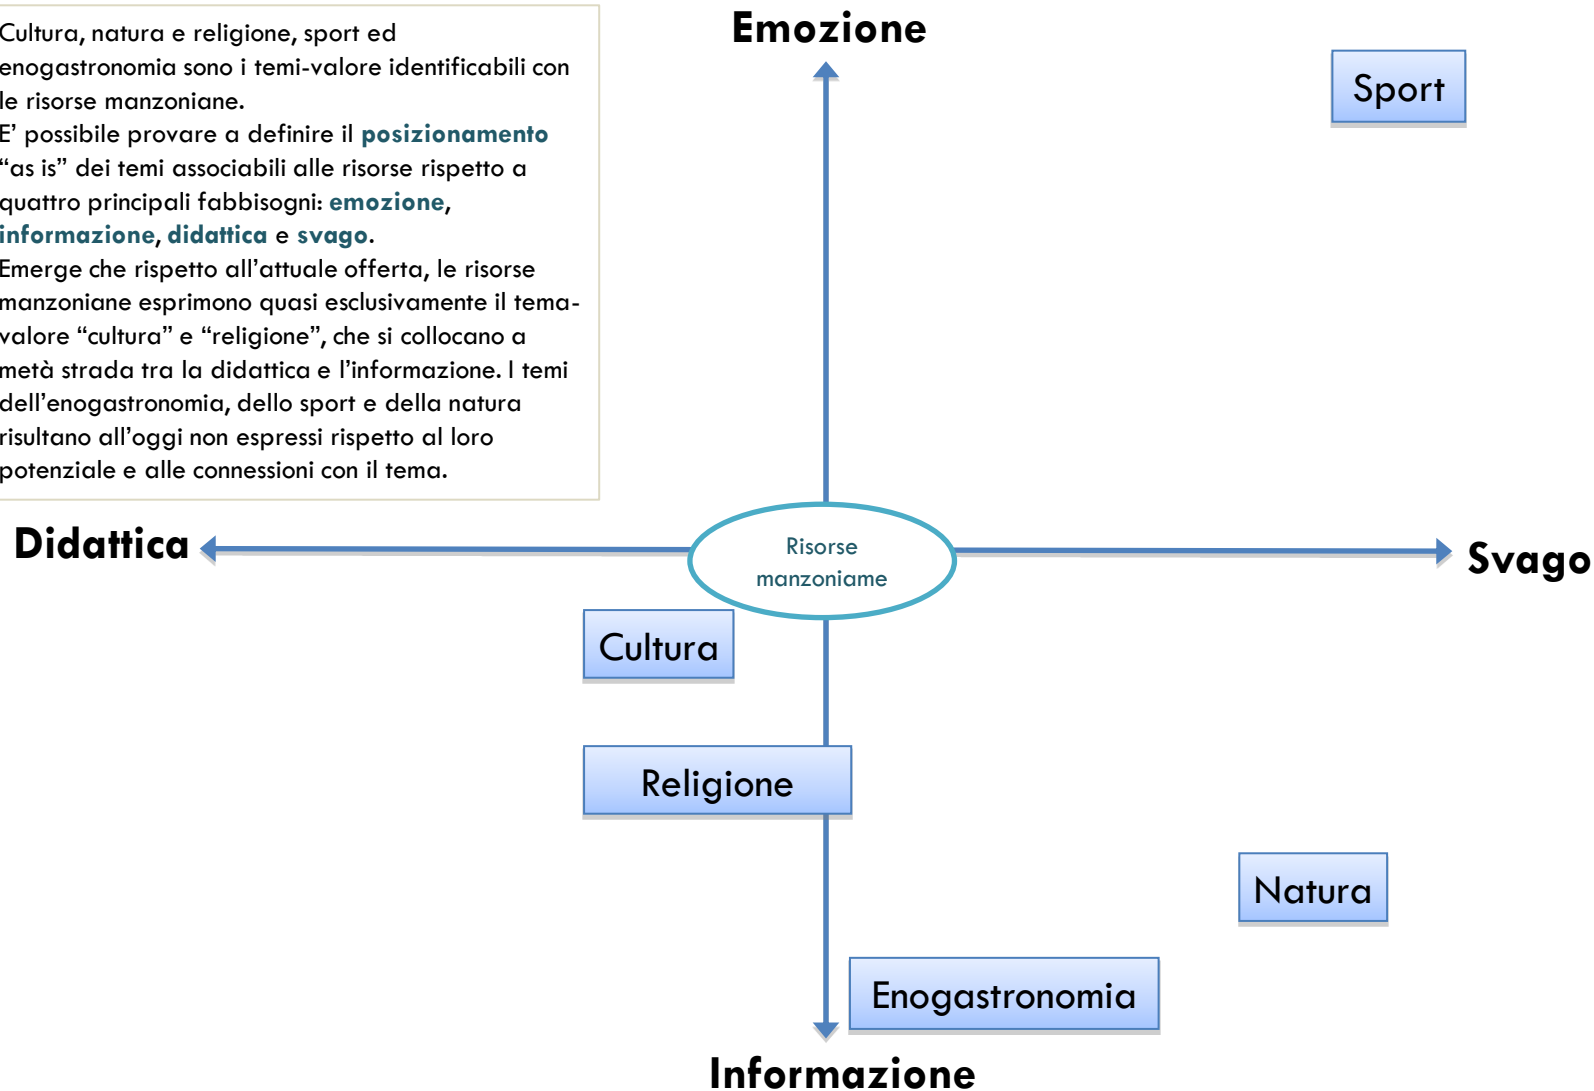 Cultura, natura e religione, sport ed
enogastronomia sono i temi-valore identificabili con
le risorse manzoniane.
E’ possibile provare a definire il posizionamento
“as is” dei temi associabili alle risorse rispetto a
quattro principali fabbisogni: emozione,
informazione, didattica e svago.
Emerge che rispetto all’attuale offerta, le risorse
manzoniane esprimono quasi esclusivamente il tema-
valore “cultura” e “religione”, che si collocano a
metà strada tra la didattica e l’informazione. I temi
dell’enogastronomia, dello sport e della natura
risultano all’oggi non espressi rispetto al loro
potenziale e alle connessioni con il tema.
Emozione
Sport
Didattica
Risorse
manzoniame
Svago
Cultura
Religione
Natura
Enogastronomia
Informazione